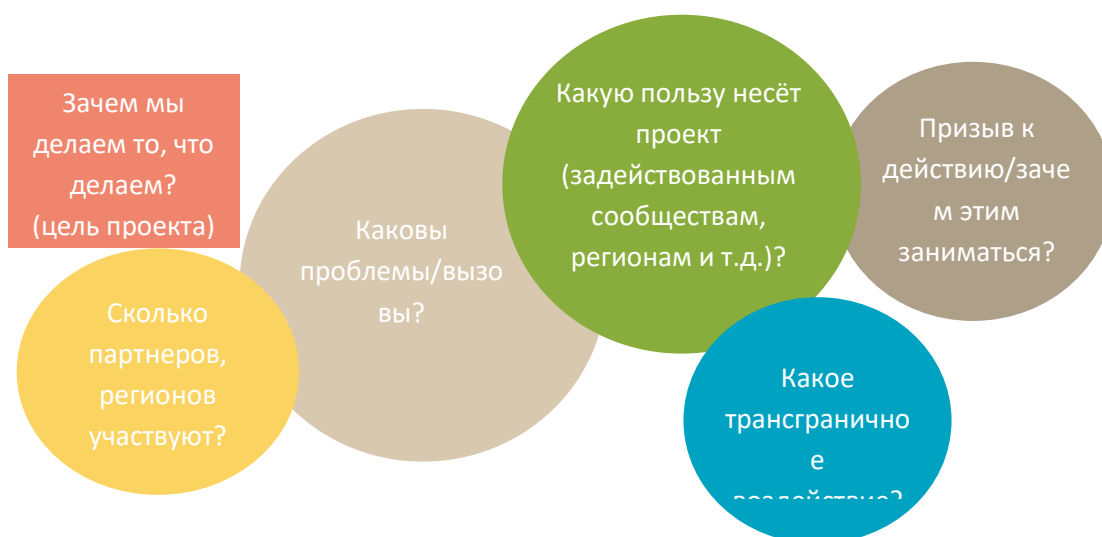 Зачем мы
делаем то, что
делаем?
(цель проекта)
Сколько
партнеров,
регионов
участвуют?
Каковы
проблемы/вызо
вы?
Какую пользу несёт
проект
(задействованным
сообществам,
регионам и т.д.)?
Какое
трансгранично
е
воздействие?
Призыв к
действию/заче
м этим
заниматься?